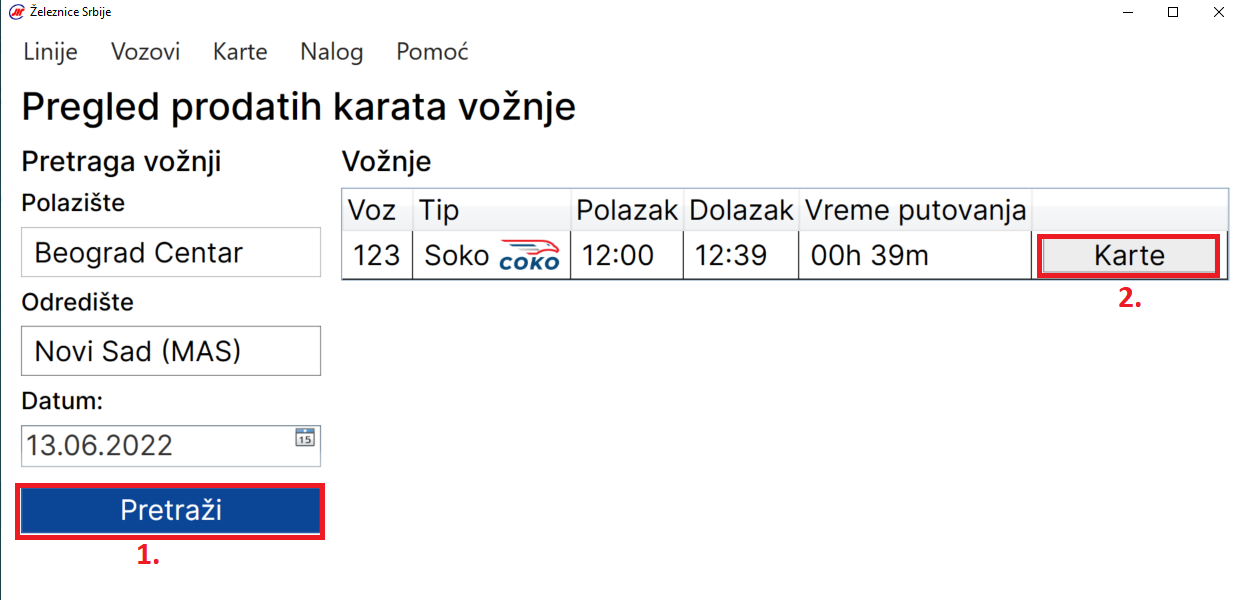 Železnice Srbije
Linije Vozovi Karte Nalog Pomoć
Pregled prodatih karata vožnje
Pretraga vožnji
Polazište
Beograd Centar
Odredište
Novi Sad (MAS)
Datum:
13.06.2022
15
Pretraži
1.
Vožnje
Voz Tip Polazak Dolazak Vreme putovanja
123 Soko СОКО 12:00 12:39 00h 39m Karte
2.